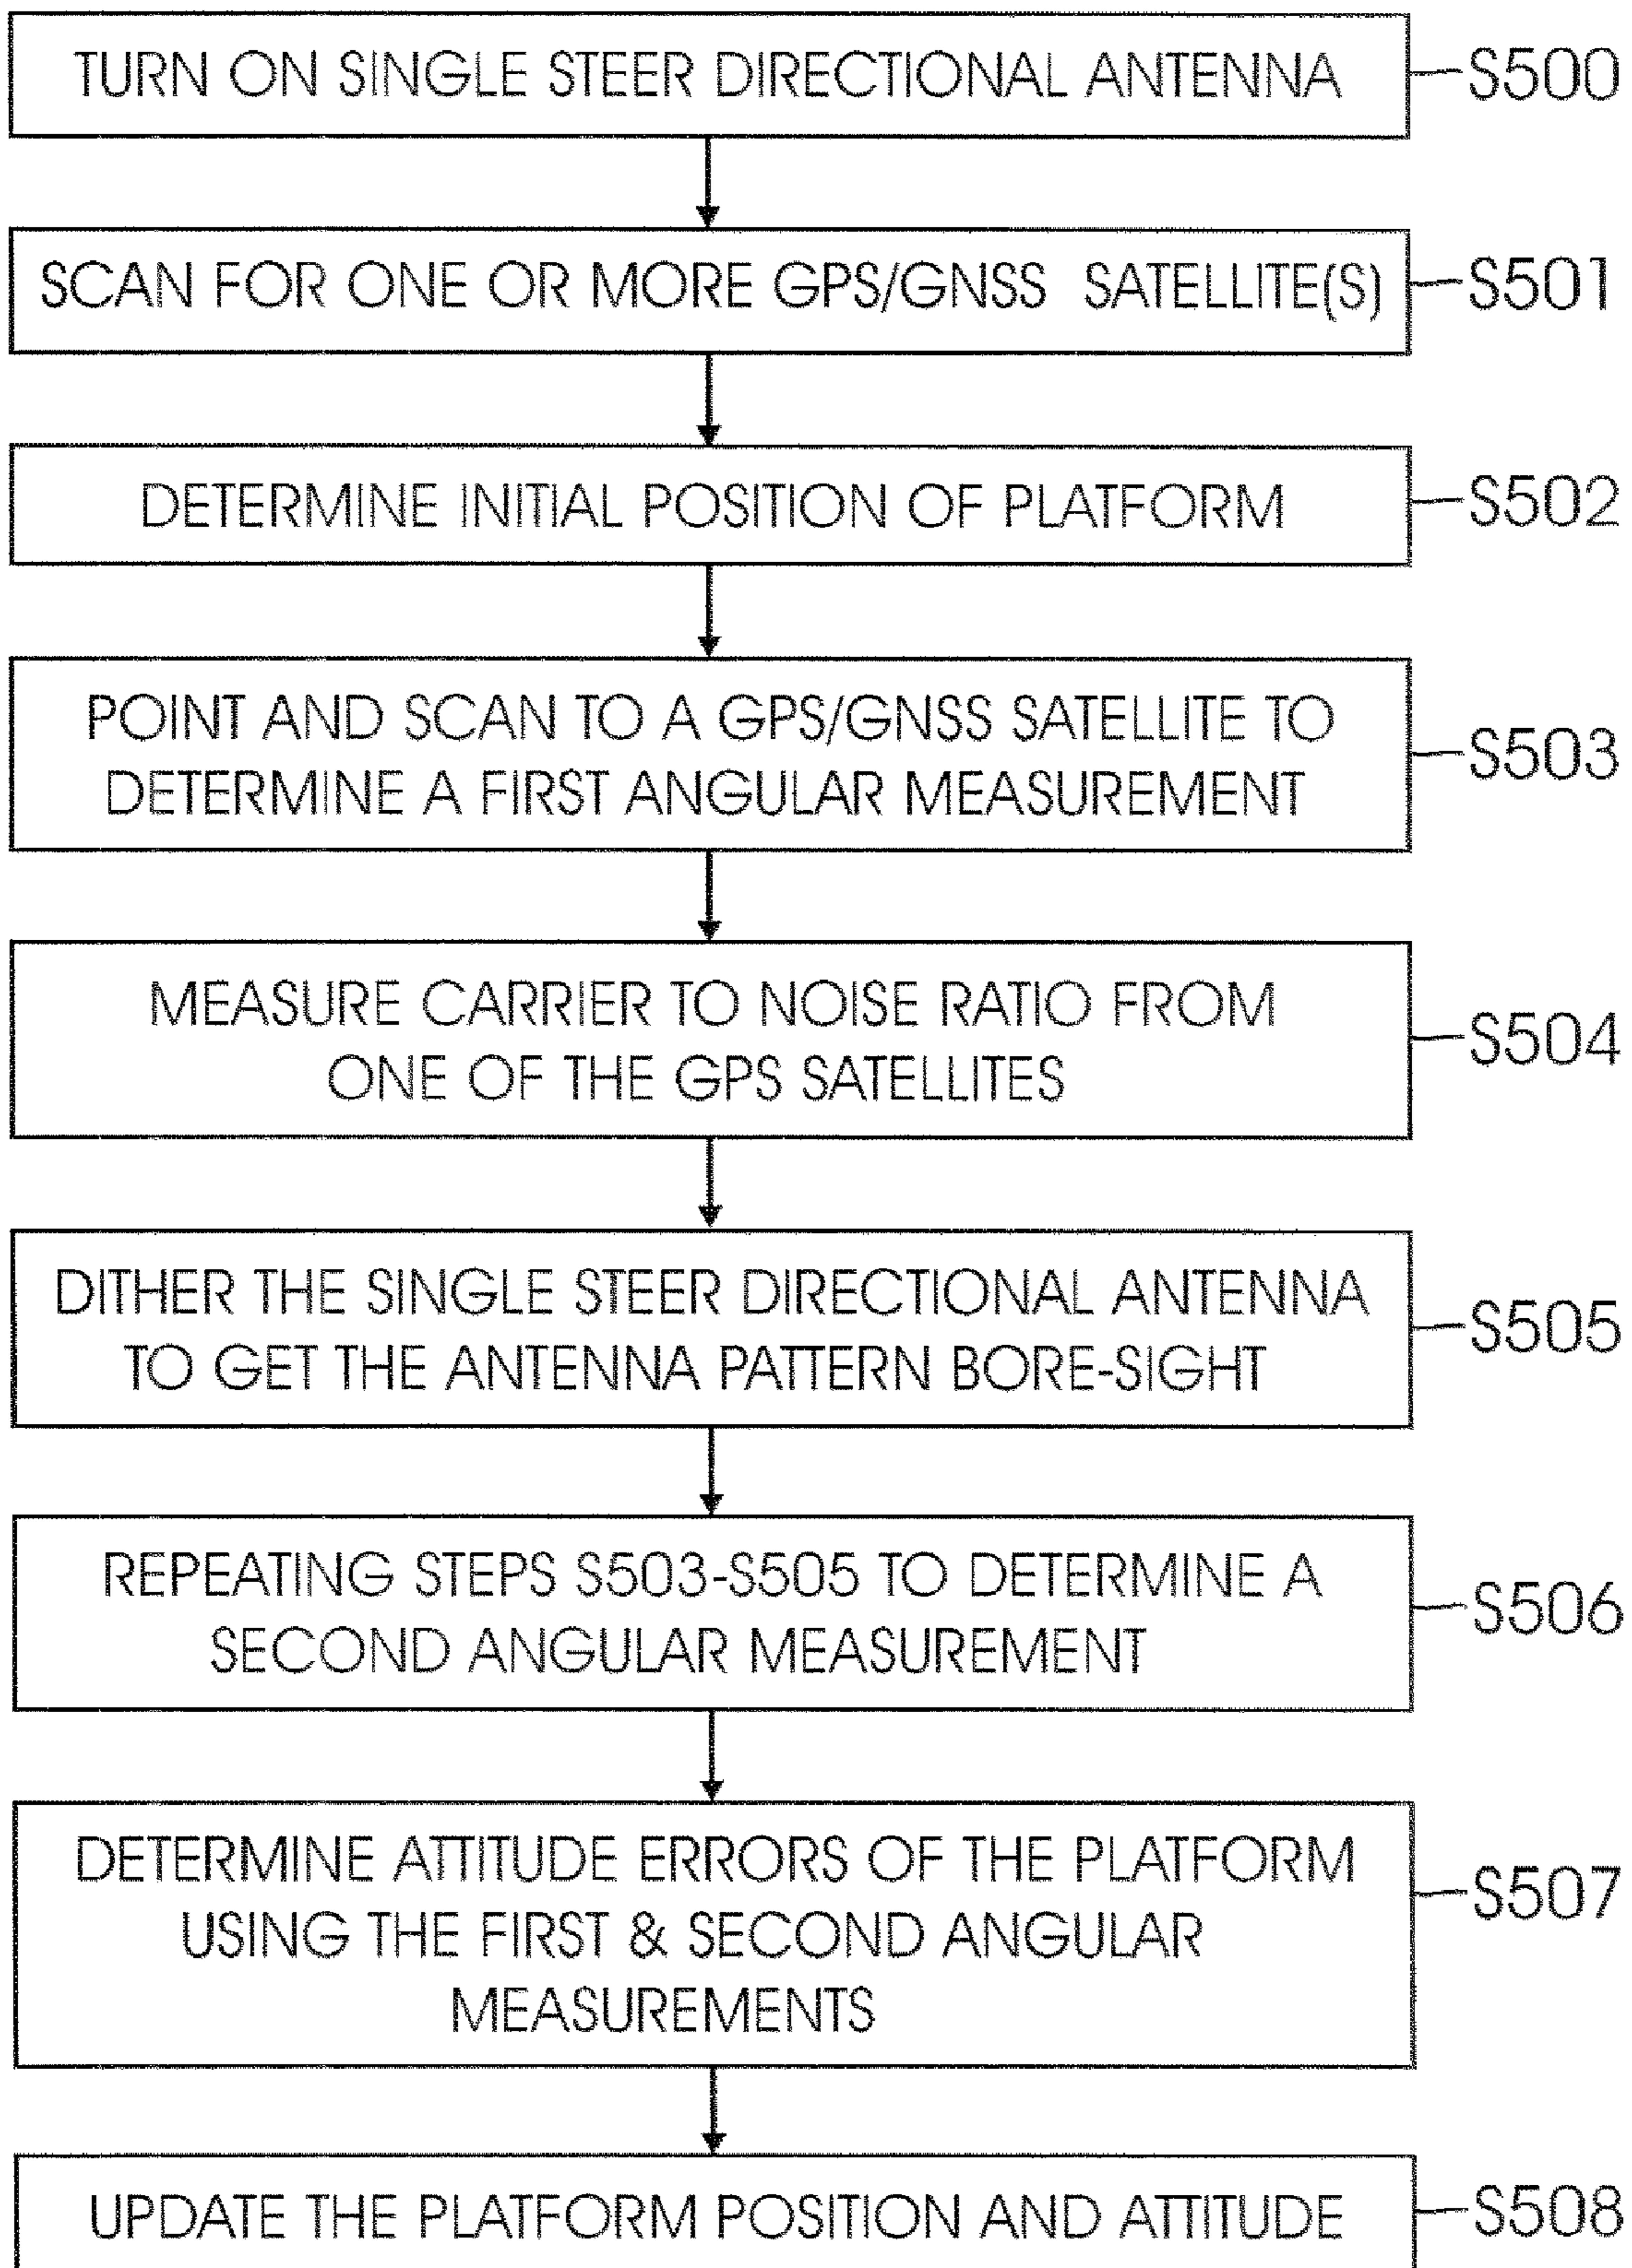 TURN ON SINGLE STEER DIRECTIONAL ANTENNA
S500
SCAN FOR ONE OR MORE GPS/GNSS SATELLITE(S)
S501
DETERMINE INITIAL POSITION OF PLATFORM
S502
POINT AND SCAN TO A GPS/GNSS SATELLITE TO
DETERMINE A FIRST ANGULAR MEASUREMENT
S503
MEASURE CARRIER TO NOISE RATIO FROM
ONE OF THE GPS SATELLITES
S504
DITHER THE SINGLE STEER DIRECTIONAL ANTENNA
TO GET THE ANTENNA PATTERN BORE-SIGHT
S505
REPEATING STEPS S503-S505 TO DETERMINE A
SECOND ANGULAR MEASUREMENT
S506
DETERMINE ATTITUDE ERRORS OF THE PLATFORM
USING THE FIRST & SECOND ANGULAR
MEASUREMENTS
S507
UPDATE THE PLATFORM POSITION AND ATTITUDE
S508